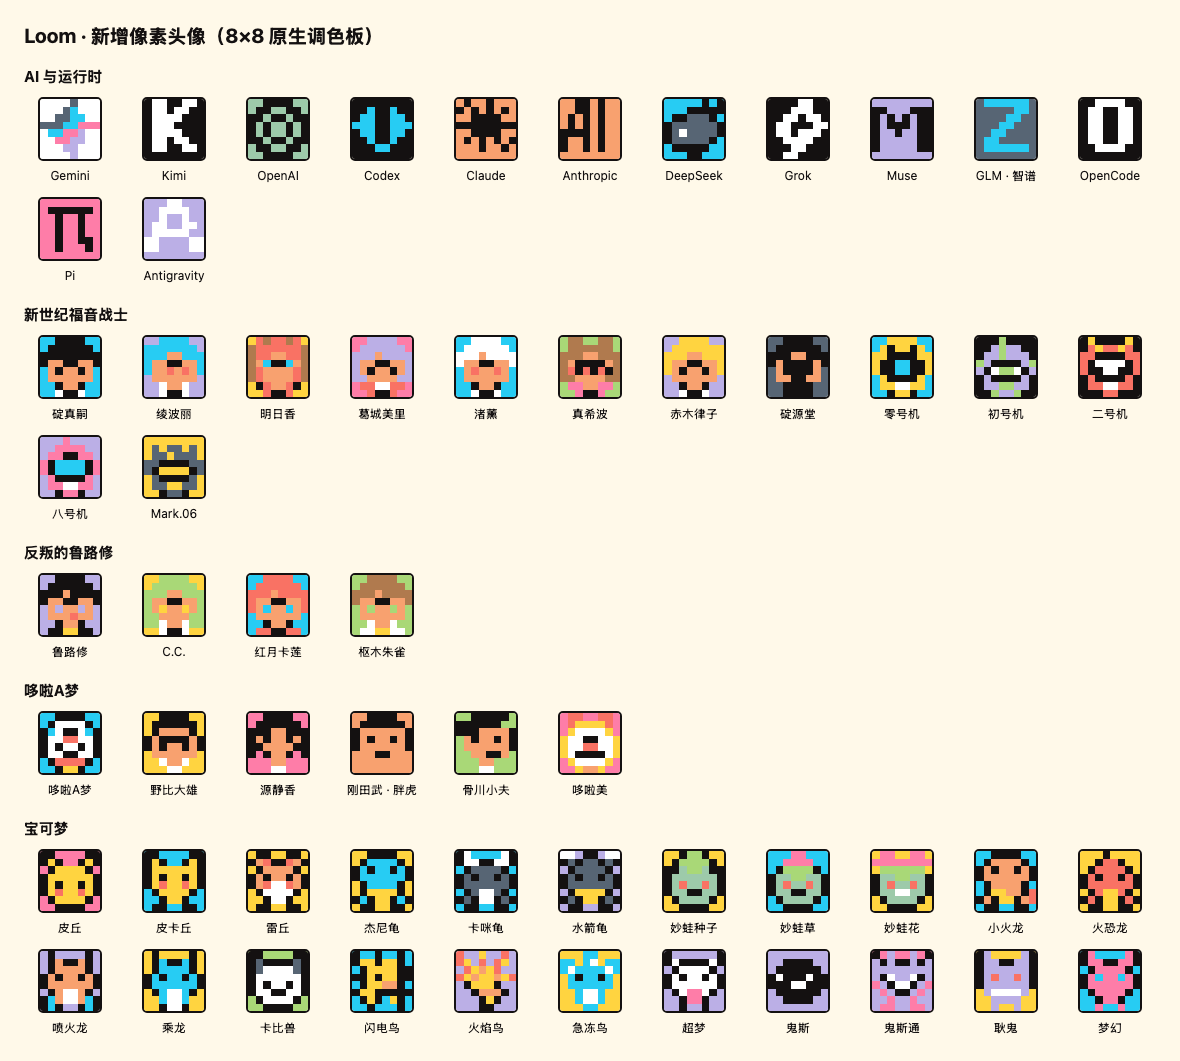 Loom · 新增像素头像（8×8 原生调色板）
AI 与运行时
Gemini Kimi OpenAI Codex Claude Anthropic DeepSeek Grok Muse GLM · 智谱 OpenCode
Pi Antigravity
新世纪福音战士
碇真嗣 绫波丽 明日香 葛城美里 渚薰 真希波 赤木律子 碇源堂 零号机 初号机 二号机
八号机 Mark.06
反叛的鲁路修
鲁路修 C.C. 红月卡莲 枢木朱雀
哆啦A梦
哆啦A梦 野比大雄 源静香 刚田武 · 胖虎 骨川小夫 哆啦美
宝可梦
皮丘 皮卡丘 雷丘 杰尼龟 卡咪龟 水箭龟 妙蛙种子 妙蛙草 妙蛙花 小火龙 火恐龙
喷火龙 乘龙 卡比兽 闪电鸟 火焰鸟 急冻鸟 超梦 鬼斯 鬼斯通 耿鬼 梦幻